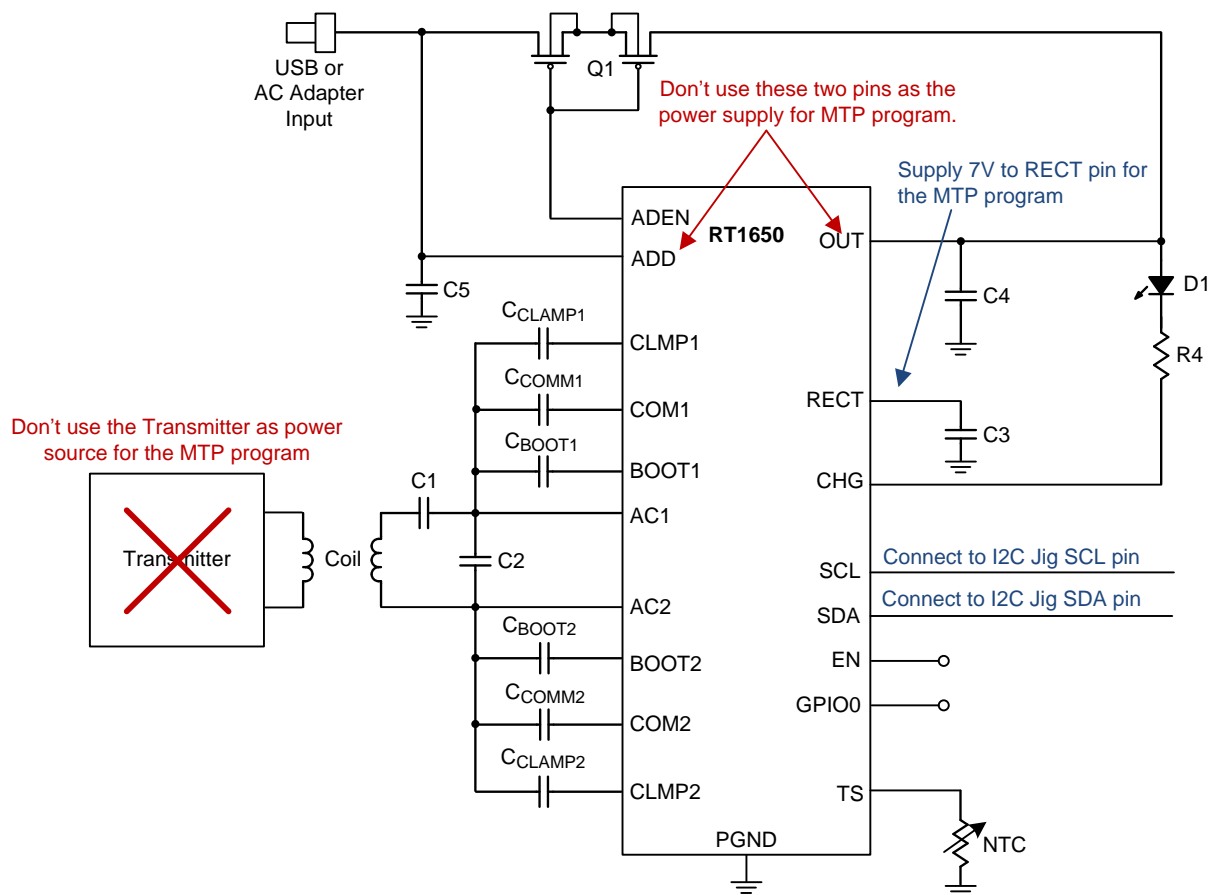 USB or
AC Adapter
Input
Q1
Don't use these two pins as the
power supply for MTP program.
Supply 7V to RECT pin for
the MTP program
ADEN
RT1650
OUT
ADD
C5
C4
D1
R4
CCLAMP1
CLMP1
CCOMM1
COM1
RECT
C3
CBOOT1
BOOT1
CHG
Don't use the Transmitter as power
source for the MTP program
C1
AC1
Transmitter
Coil
C2
SCL
Connect to I2C Jig SCL pin
AC2
SDA
Connect to I2C Jig SDA pin
CBOOT2
BOOT2
EN
CCOMM2
COM2
GPIO0
CCLAMP2
CLMP2
TS
PGND
NTC